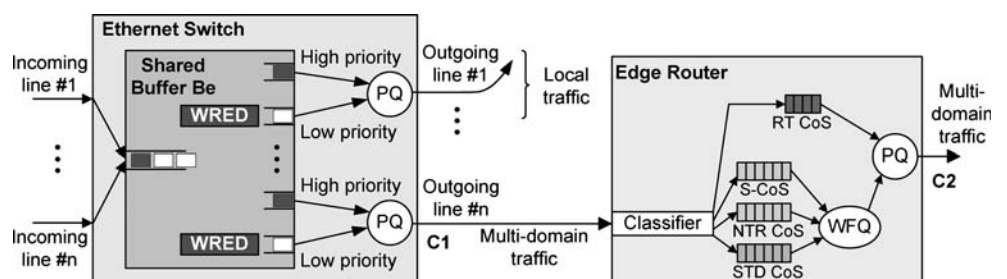 Ethernet Switch
Incoming
line #1
Incoming
line #n
Shared
Buffer Be
WRED
High priority
Low priority
PQ
Outgoing
line #1
Local
traffic
WRED
High priority
Low priority
PQ
Outgoing
line #n
C1
Multi-domain
traffic
Edge Router
Classifier
RT CoS
S-CoS
NTR CoS
STD CoS
WFQ
PQ
Multi-
domain
traffic
C2